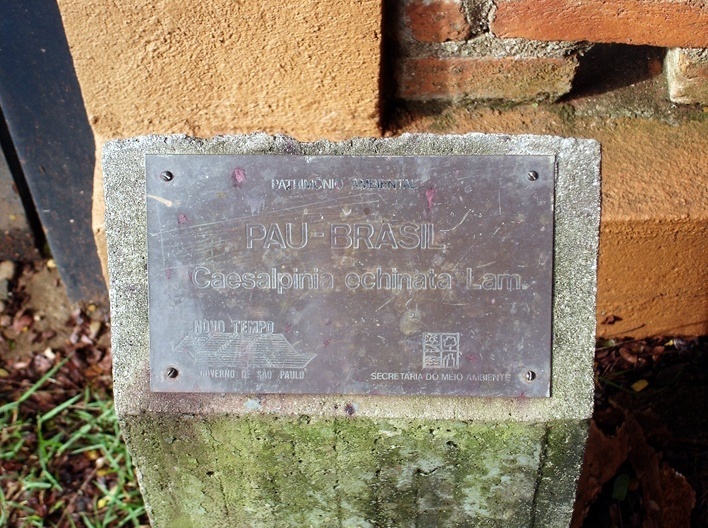 PATRIMÔNIO AMBIENTAL
PAU-BRASIL
Caesalpinia echinata Lam.
NOVO TEMPO
GOVERNO DE SÃO PAULO
SECRETARIA DO MEIO AMBIENTE